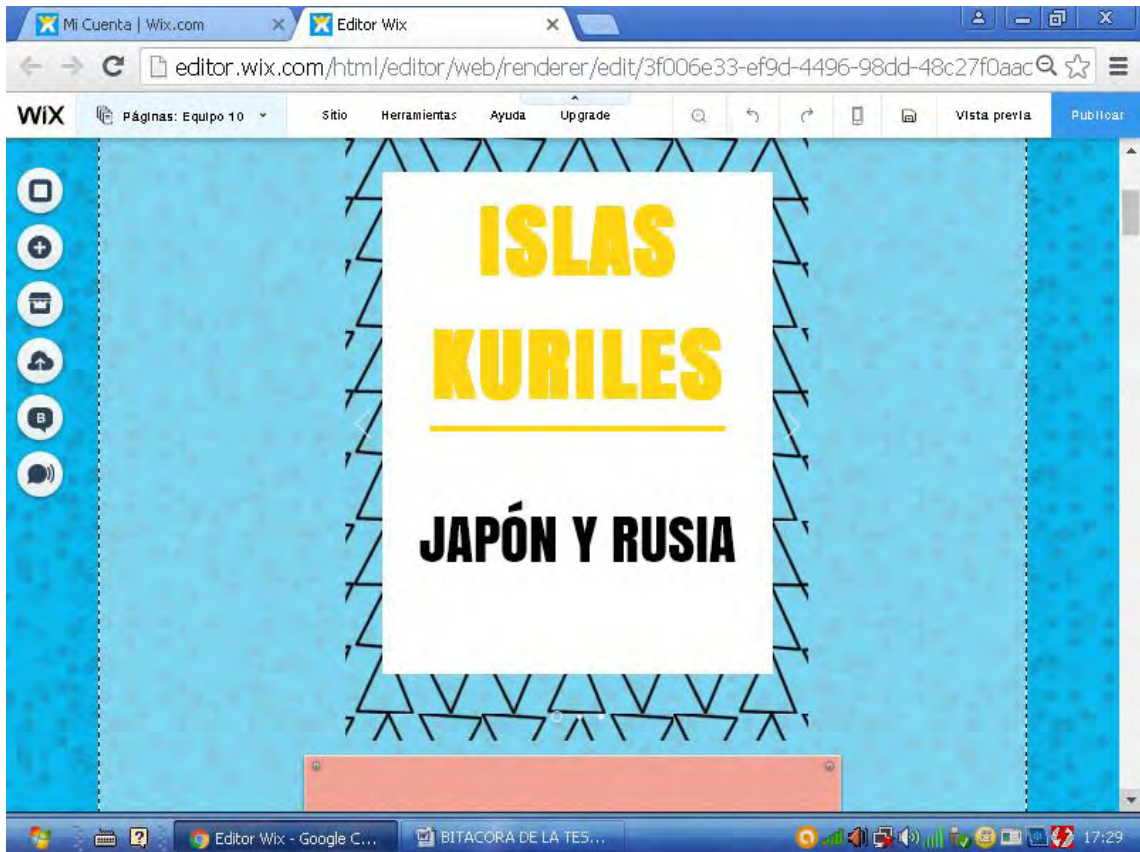 Mi Cuenta | Wix.com
Editor Wix
editor.wix.com/html/editor/web/renderer/edit/3f006e33-ef9d-4496-98dd-48c27f0aac
WiX Páginas: Equipo 10 Sitio Herramientas Ayuda Upgrade Vista previa Publicar
ISLAS
KURILES
JAPÓN Y RUSIA
B
Editor Wix - Google C... BITACORA DE LA TES... 17:29